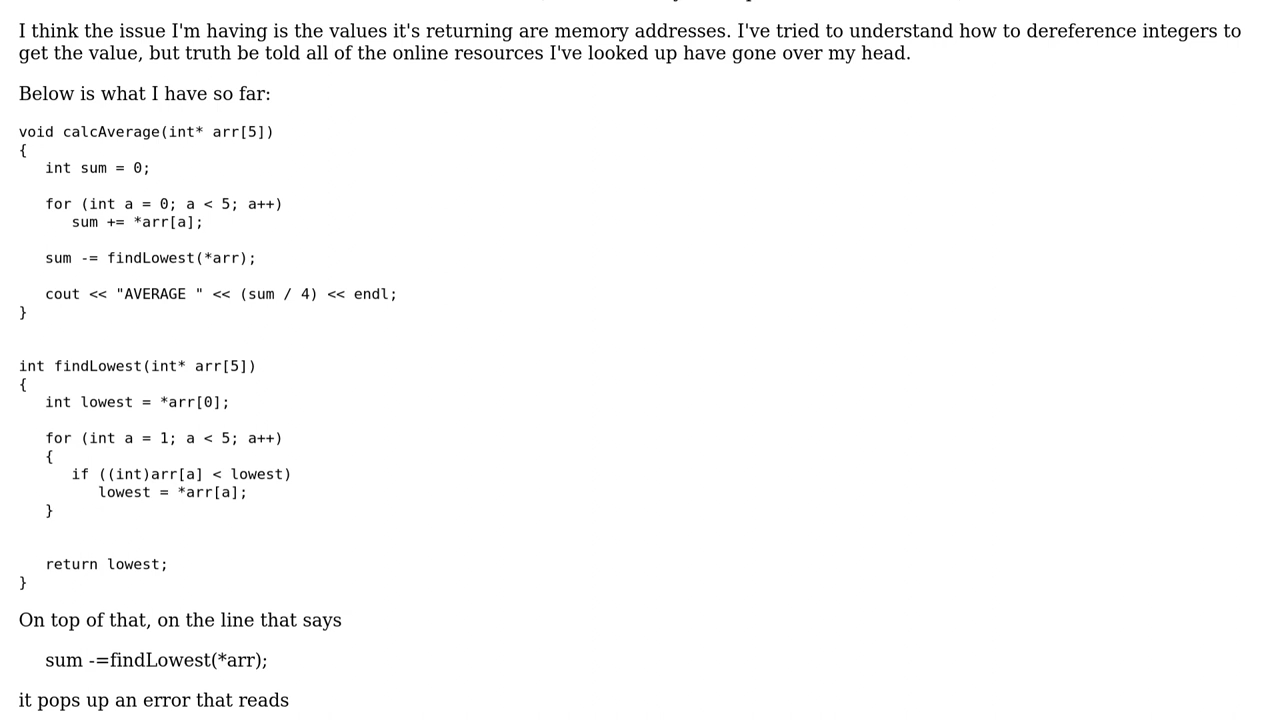 I think the issue I'm having is the values it's returning are memory addresses. I've tried to understand how to dereference integers to
get the value, but truth be told all of the online resources I've looked up have gone over my head.
Below is what I have so far:
void calcAverage(int* arr[5])
{
   int sum = 0;
   for (int a = 0; a < 5; a++)
      sum += *arr[a];
   sum -= findLowest(*arr);
   cout << "AVERAGE " << (sum / 4) << endl;
}
int findLowest(int* arr[5])
{
   int lowest = *arr[0];
   for (int a = 1; a < 5; a++)
   {
      if ((int)arr[a] < lowest)
         lowest = *arr[a];
   }
   return lowest;
}
On top of that, on the line that says
   sum -=findLowest(*arr);
it pops up an error that reads